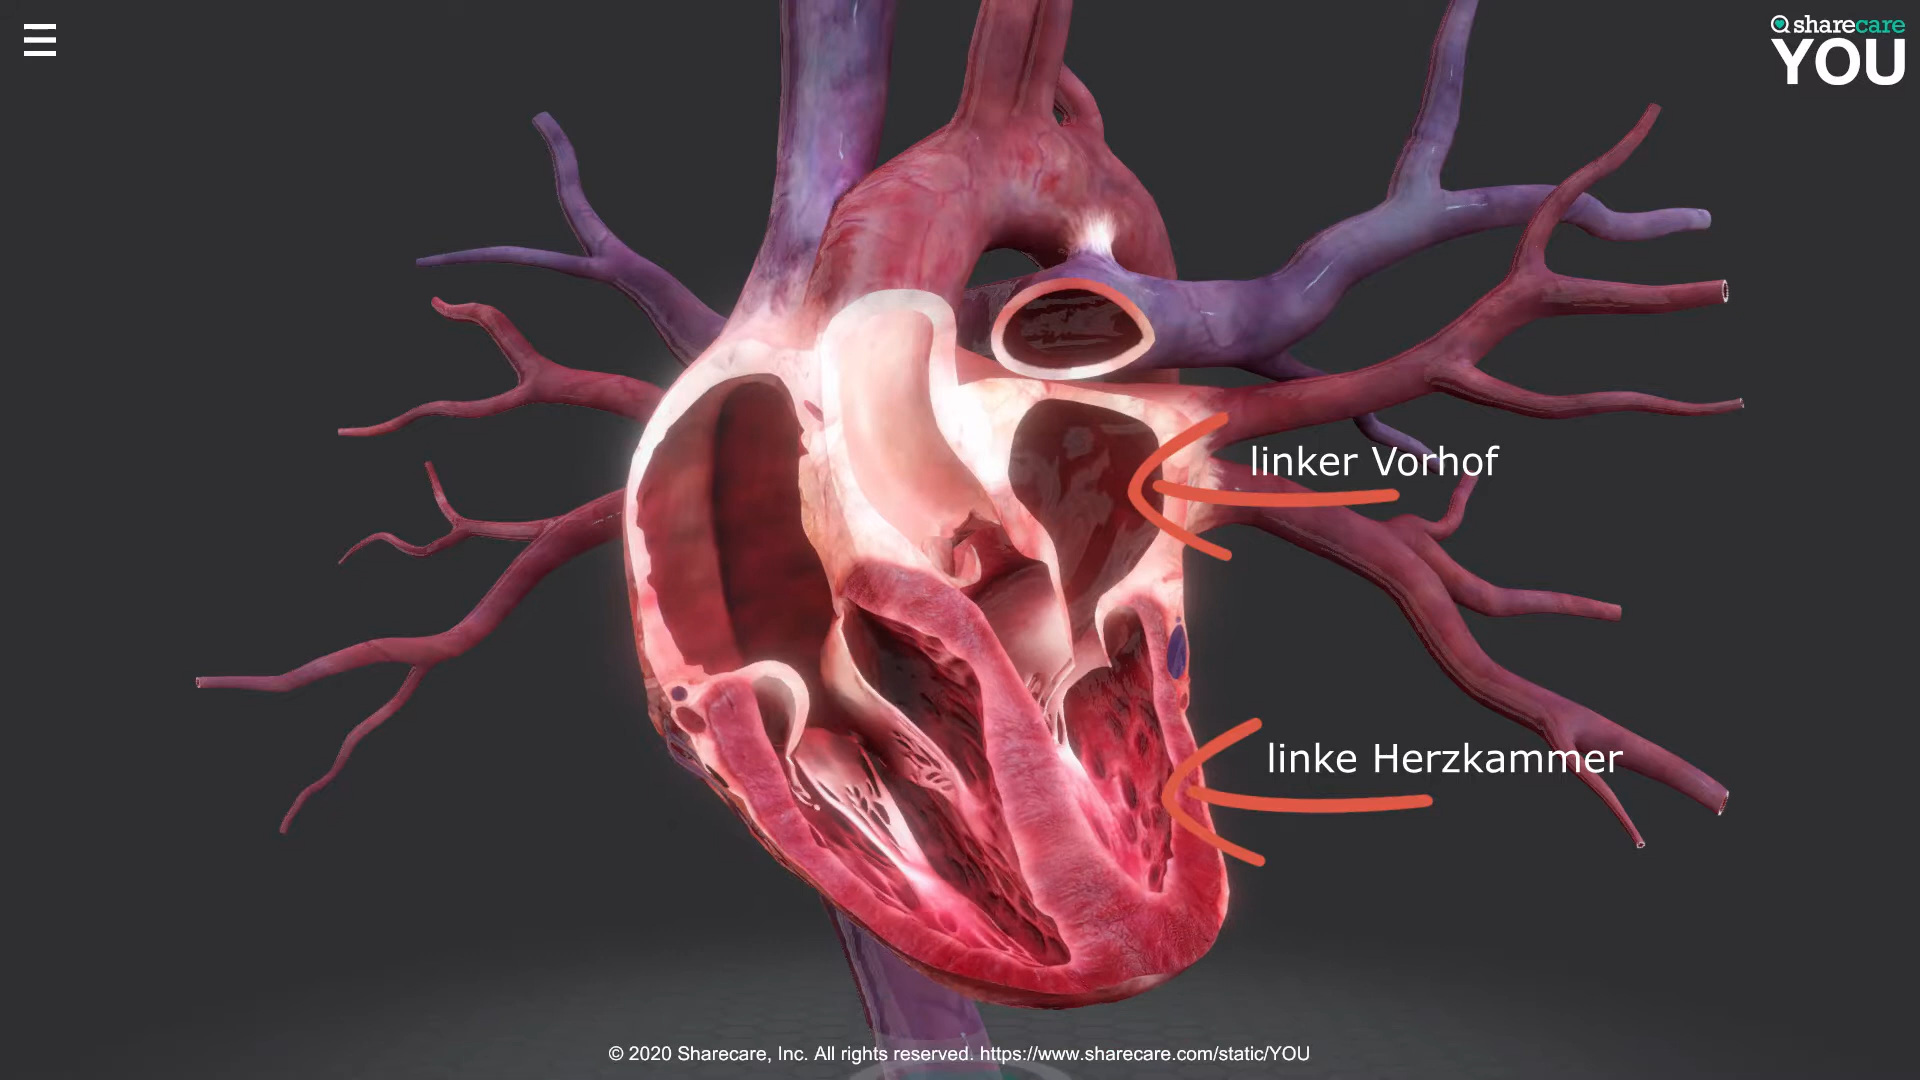 sharecare
YOU
linker Vorhof
linke Herzkammer
© 2020 Sharecare, Inc. All rights reserved. https://www.sharecare.com/static/YOU